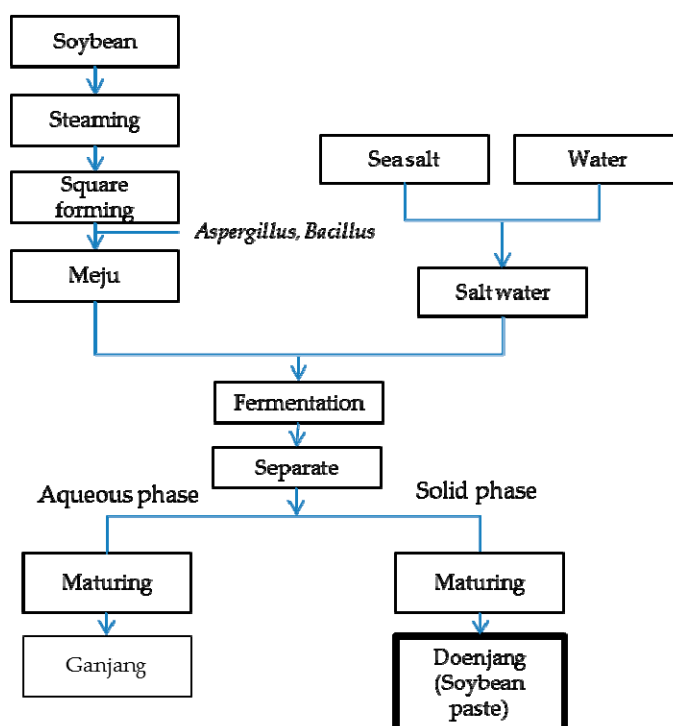 Soybean
Steaming
Sea salt
Water
Square
forming
Aspergillus, Bacillus
Meju
Salt water
Fermentation
Separate
Aqueous phase
Solid phase
Maturing
Maturing
Ganjang
Doenjang
(Soybean
paste)